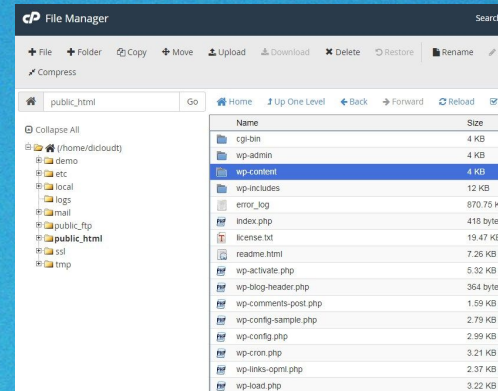 cP File Manager
Search
File Folder Copy Move Upload Download Delete Restore Rename
Compress
public_html Go Home Up One Level Back Forward Reload
Collapse All
(/home/dicloudt)
demo
etc
local
logs
mail
public_ftp
public_html
ssl
tmp
Name Size
cgi-bin 4 KB
wp-admin 4 KB
wp-content 4 KB
wp-includes 12 KB
error_log 870.75 K
index.php 418 byte
license.txt 19.47 KB
readme.html 7.26 KB
wp-activate.php 5.32 KB
wp-blog-header.php 364 byte
wp-comments-post.php 1.59 KB
wp-config-sample.php 2.79 KB
wp-config.php 2.99 KB
wp-cron.php 3.21 KB
wp-links-opml.php 2.37 KB
wp-load.php 3.22 KB